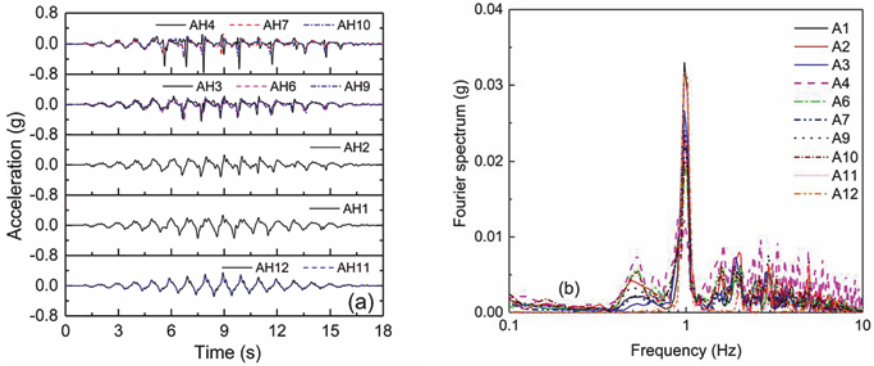 AH4 AH7 AH10
0.0
-0.8
AH3 AH6 AH9
0.0
-0.8
AH2
0.0
-0.8
AH1
0.0
-0.8
AH12 AH11
0.0
-0.8
(a)
0 3 6 9 12 15 18
Time (s)
Acceleration (g)
0.04
0.03
0.02
0.01
0.00
Fourier spectrum (g)
A1
A2
A3
A4
A6
A7
A9
A10
A11
A12
(b)
0.1 1 10
Frequency (Hz)